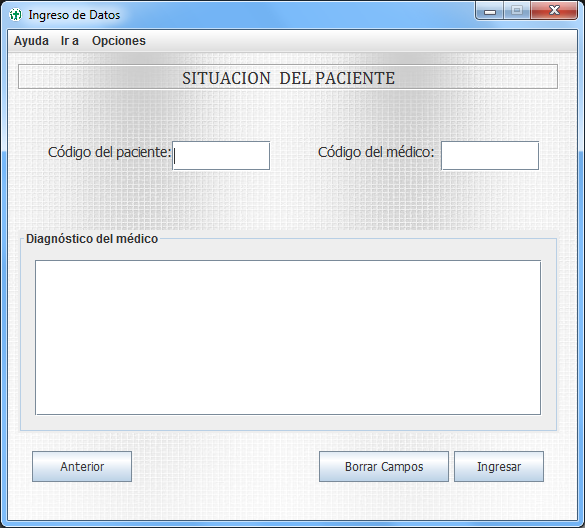 Ingreso de Datos
Ayuda Ir a Opciones
SITUACION DEL PACIENTE
Código del paciente: Código del médico:
Diagnóstico del médico
Anterior Borrar Campos Ingresar